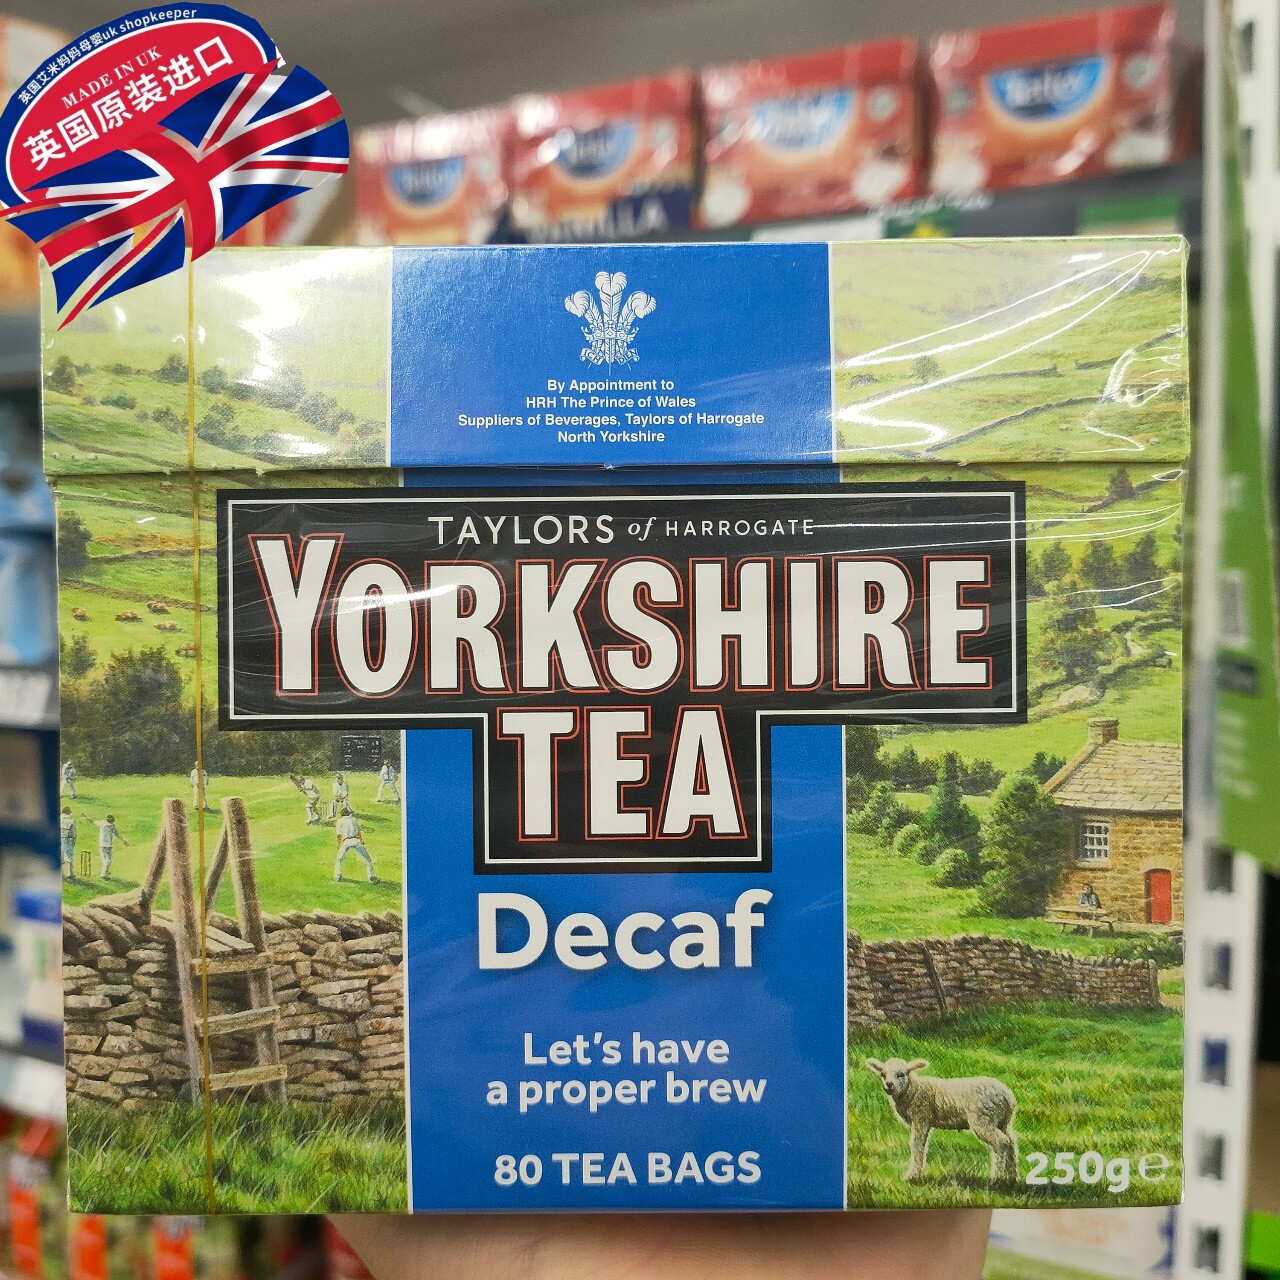 英国艾米妈妈母婴uk shopkeeper
MADE IN UK
英国原装进口
Tetley
VANILLA
By Appointment to
HRH The Prince of Wales
Suppliers of Beverages, Taylors of Harrogate
North Yorkshire
TAYLORS of HARROGATE
YORKSHIRE
TEA
Decaf
Let's have
a proper brew
80 TEA BAGS
250g℮